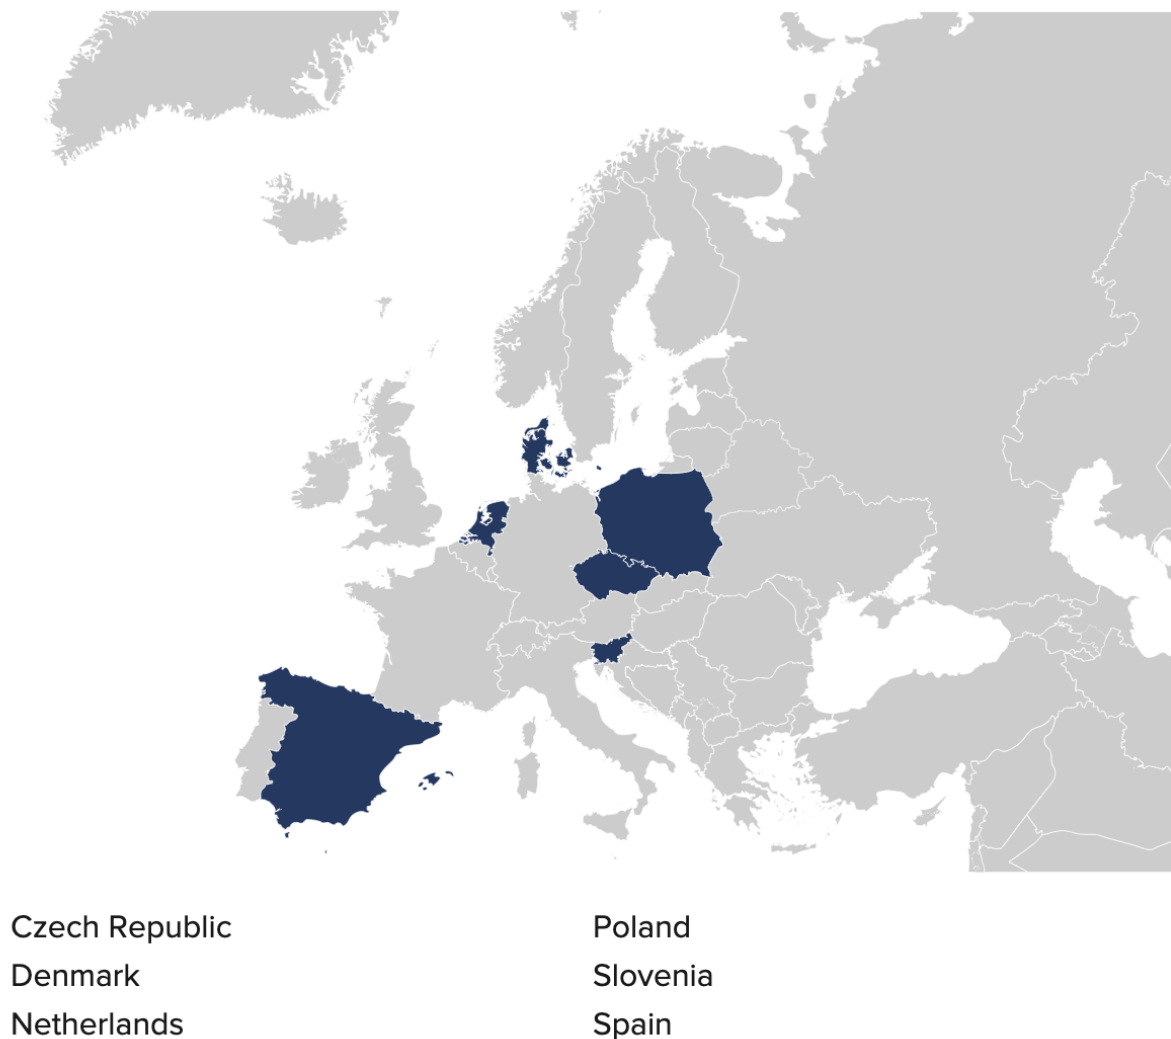 Czech Republic
Denmark
Netherlands
Poland
Slovenia
Spain